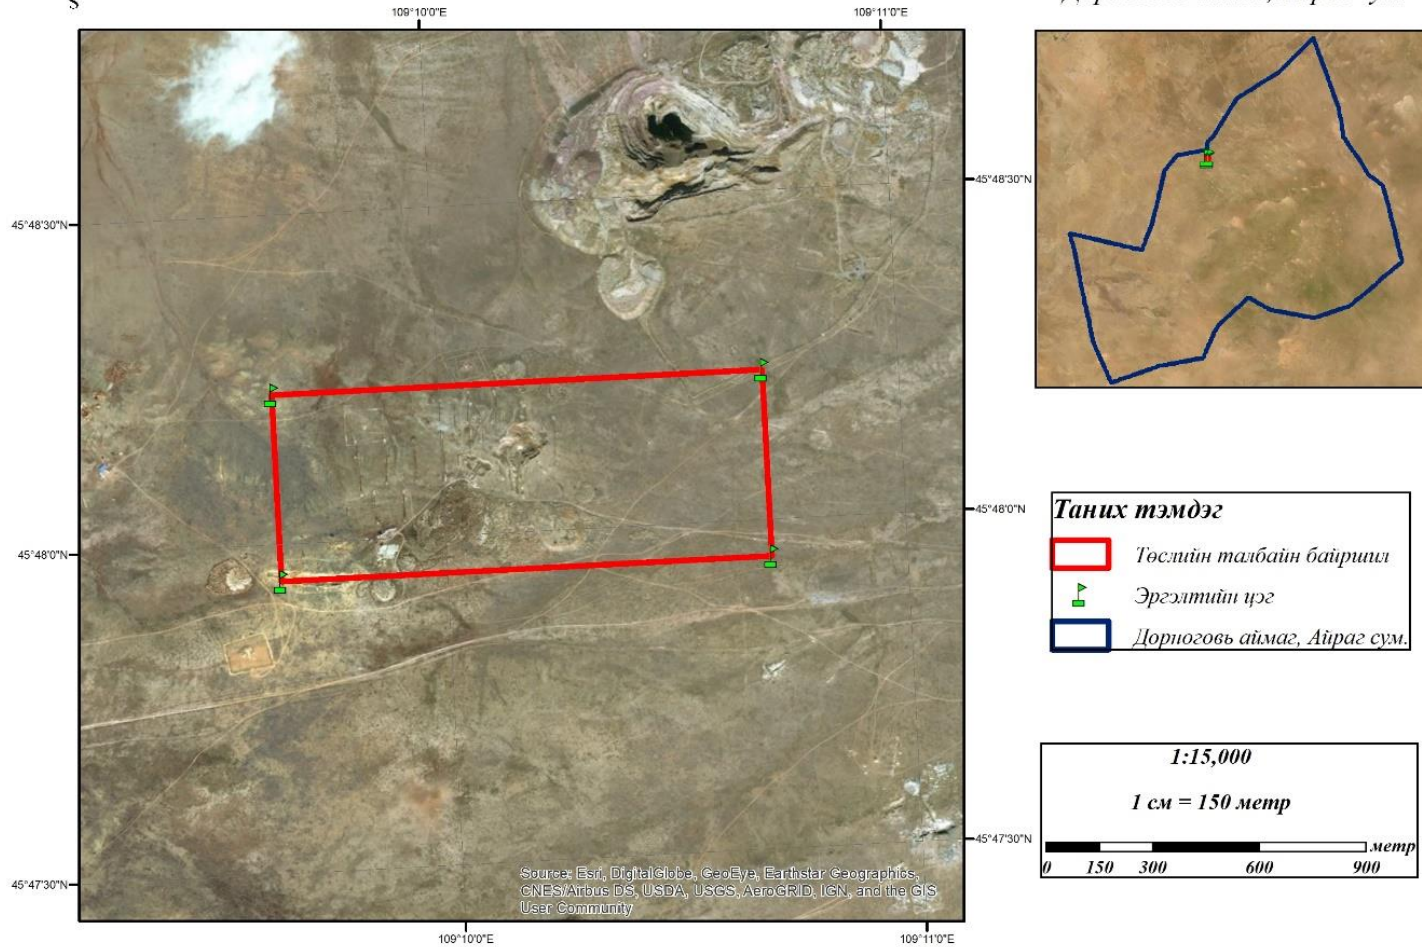 109°10'0"E
109°11'0"E
45°48'30"N
45°48'30"N
45°48'0"N
45°48'0"N
45°47'30"N
45°47'30"N
109°10'0"E
109°11'0"E
Source: Esri, DigitalGlobe, GeoEye, Earthstar Geographics,
CNES/Airbus DS, USDA, USGS, AeroGRID, IGN, and the GIS
User Community
Таних тэмдэг
Төслийн талбайн байршил
Эргэлтийн цэг
Дорноговь аймаг, Айраг сум.
1:15,000
1 см = 150 метр
метр
0 150 300 600 900